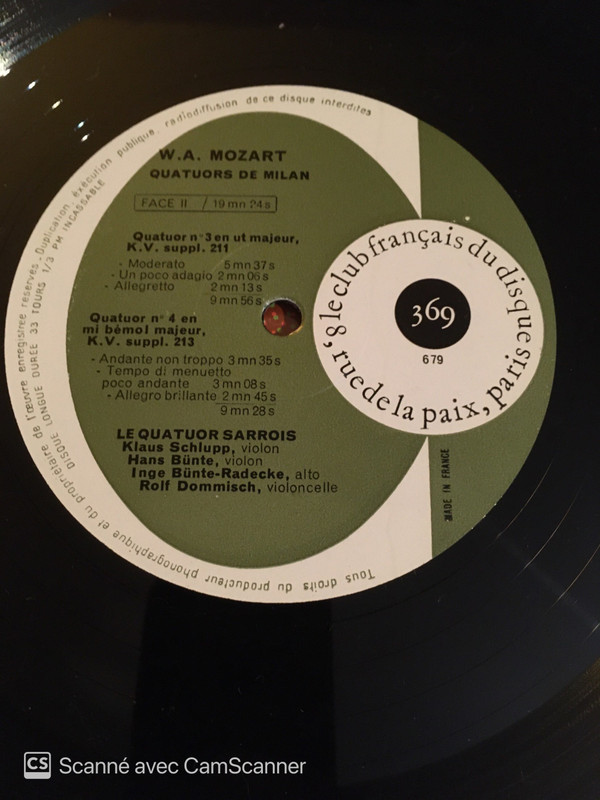 W.A. MOZART
QUATUORS DE MILAN
FACE II / 19 mn 24 s
Quatuor n° 3 en ut majeur,
K.V. suppl. 211
- Moderato 5 mn 37 s
- Un poco adagio 2 mn 06 s
- Allegretto 2 mn 13 s
9 mn 56 s
Quatuor n° 4 en
mi bémol majeur,
K.V. suppl. 213
- Andante non troppo 3 mn 35 s
- Tempo di menuetto
poco andante 3 mn 08 s
- Allegro brillante 2 mn 45 s
9 mn 28 s
LE QUATUOR SARROIS
Klaus Schlupp, violon
Hans Bünte, violon
Inge Bünte-Radecke, alto
Rolf Dommisch, violoncelle
le club français du disque
8, rue de la paix, paris
369
679
MADE IN FRANCE
Tous droits du producteur phonographique et du propriétaire de l'œuvre enregistrée réservés - Duplication, éxécution publique, radiodiffusion de ce disque interdites
DISQUE LONGUE DURÉE 33 TOURS 1/3 PM INCASSABLE
CS Scanné avec CamScanner